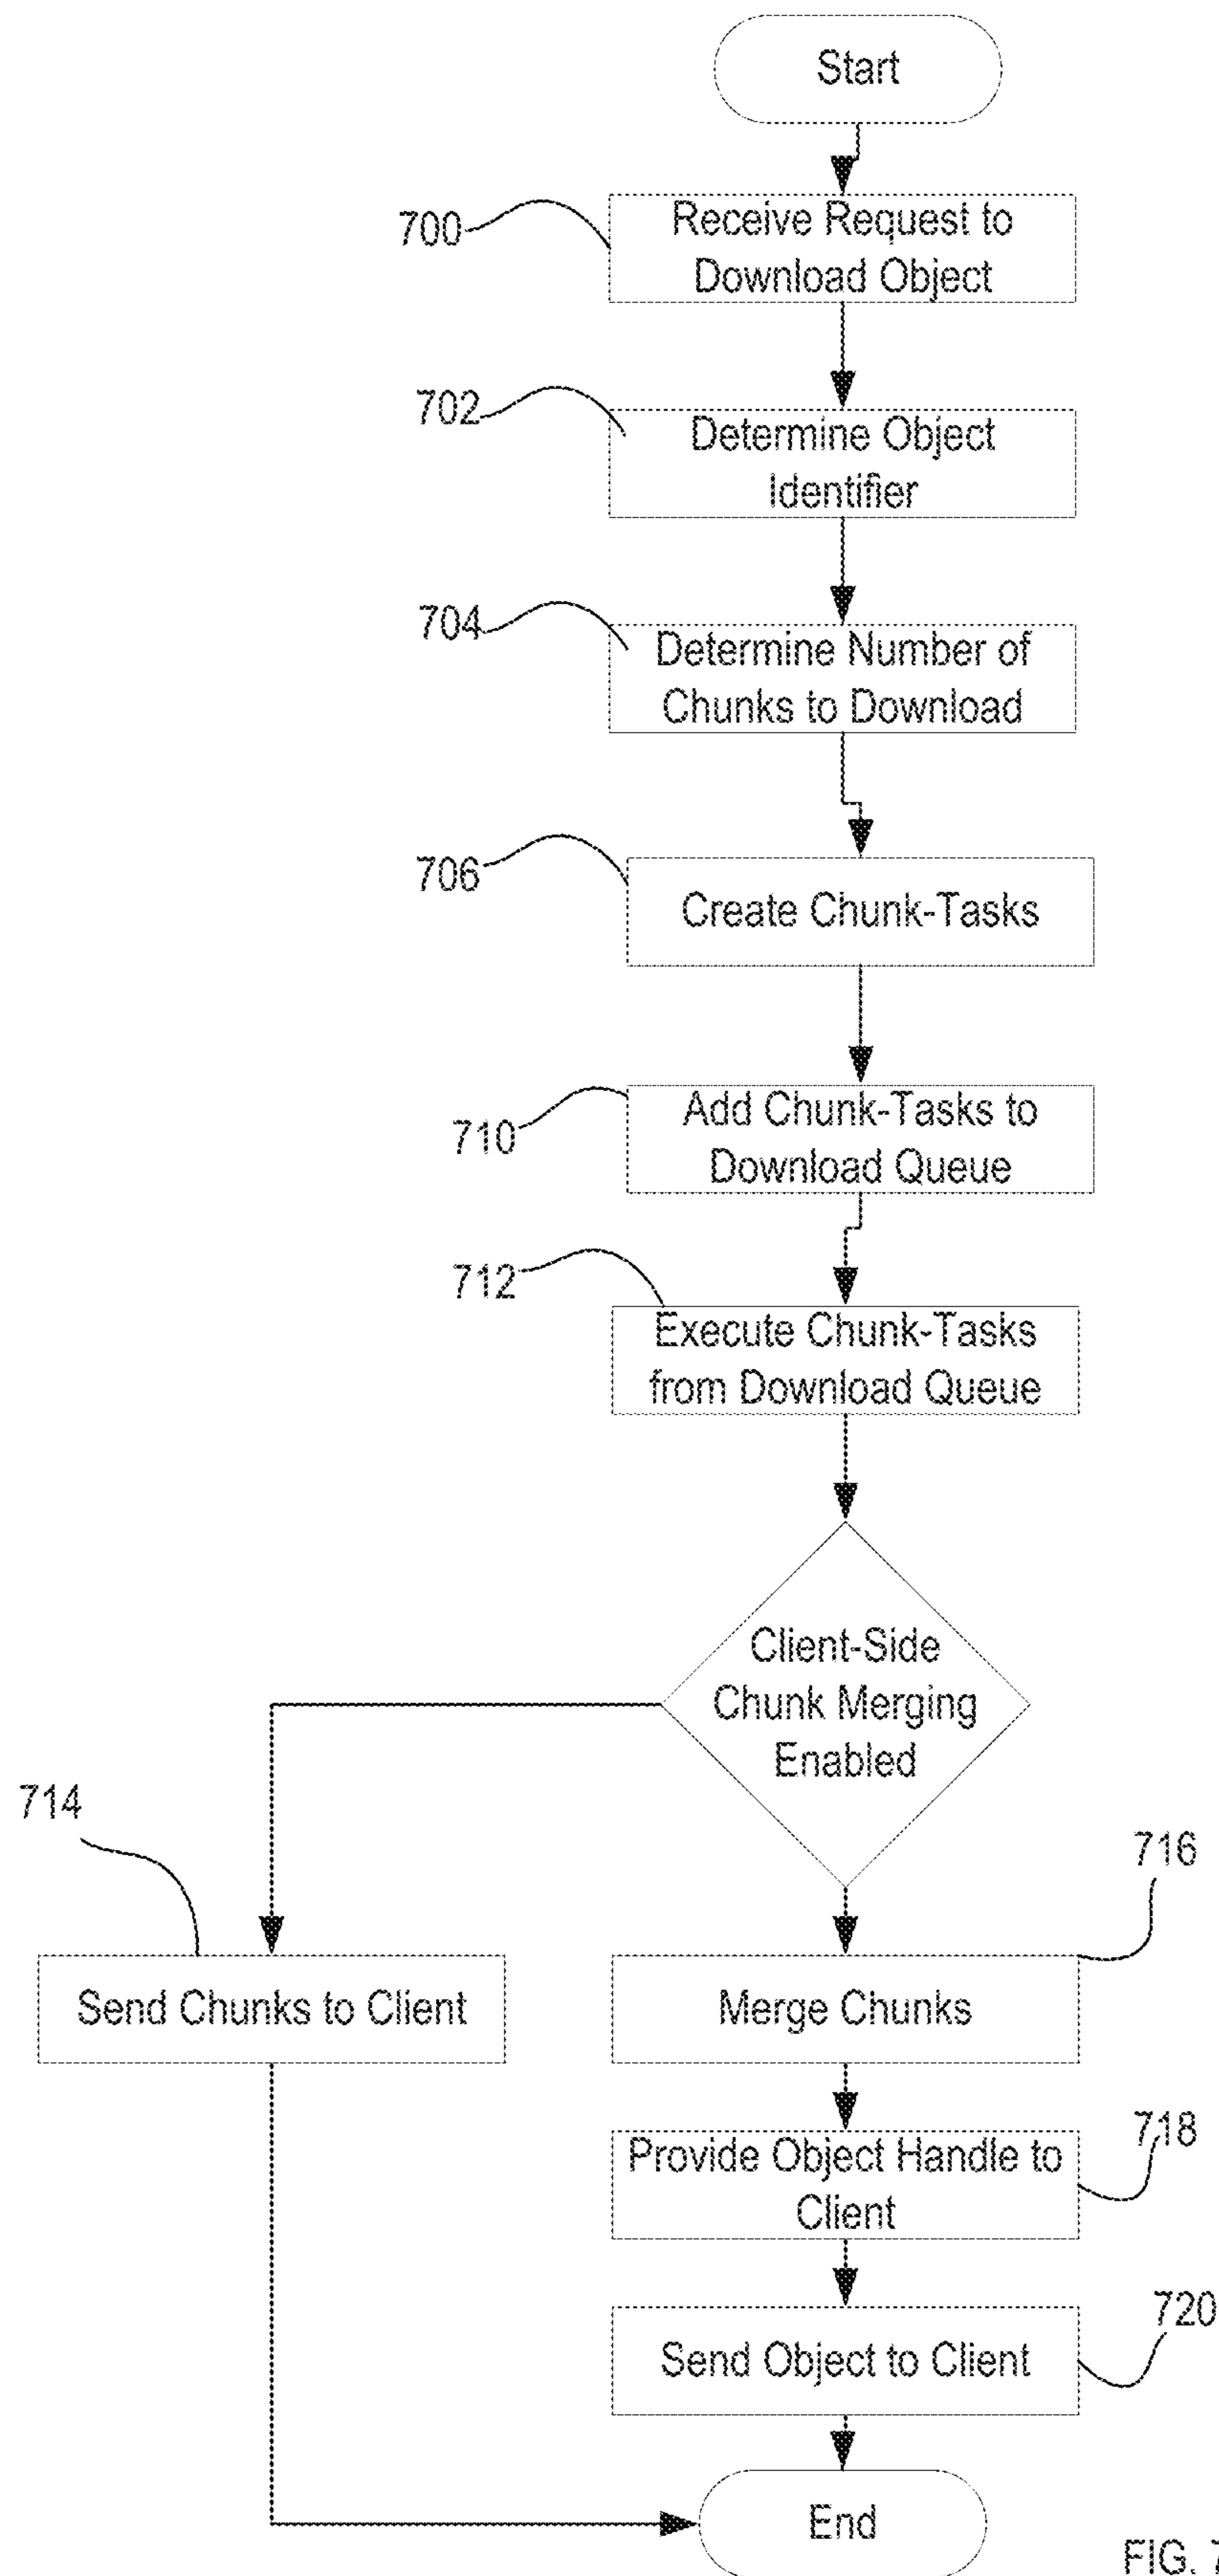 Start
700
Receive Request to
Download Object
702
Determine Object
Identifier
704
Determine Number of
Chunks to Download
706
Create Chunk-Tasks
710
Add Chunk-Tasks to
Download Queue
712
Execute Chunk-Tasks
from Download Queue
Client-Side
Chunk Merging
Enabled
714
Send Chunks to Client
716
Merge Chunks
718
Provide Object Handle to
Client
720
Send Object to Client
End
FIG. 7